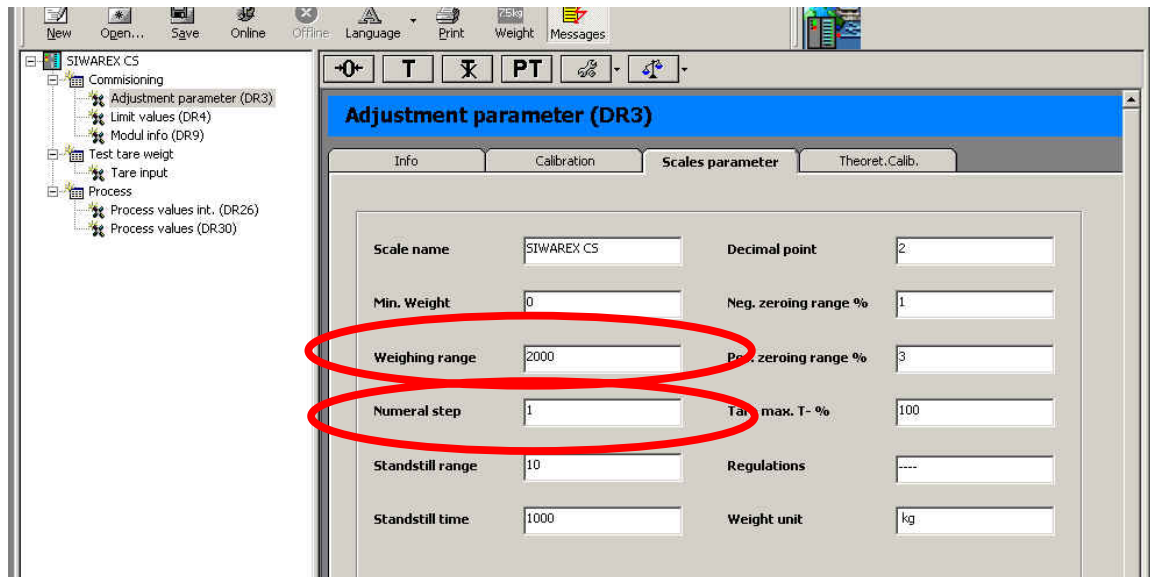 New Open... Save Online Offline Language Print Weight Messages
SIWAREX CS
Commisioning
Adjustment parameter (DR3)
Limit values (DR4)
Modul info (DR9)
Test tare weigt
Tare input
Process
Process values int. (DR26)
Process values (DR30)
→0← T T PT
Adjustment parameter (DR3)
Info Calibration Scales parameter Theoret.Calib.
Scale name SIWAREX CS Decimal point 2
Min. Weight 0 Neg. zeroing range % 1
Weighing range 2000 zeroing range % 3
Numeral step 1 max. T- % 100
Standstill range 10 Regulations ----
Standstill time 1000 Weight unit kg